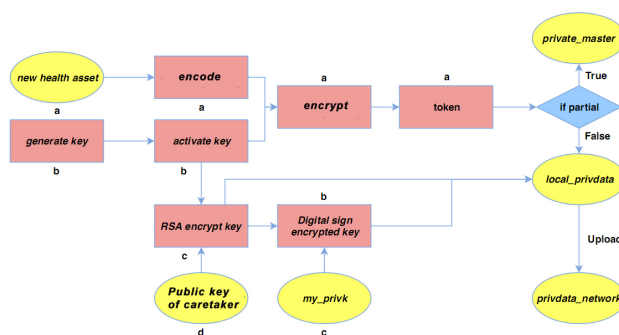 private_master
True
a
a
new health asset
encode
encrypt
token
if partial
a
a
False
generate key
activate key
b
b
local_privdata
b
RSA encrypt key
Digital sign
encrypted key
Upload
c
Public key
of caretaker
my_privk
privdata_network
d
c